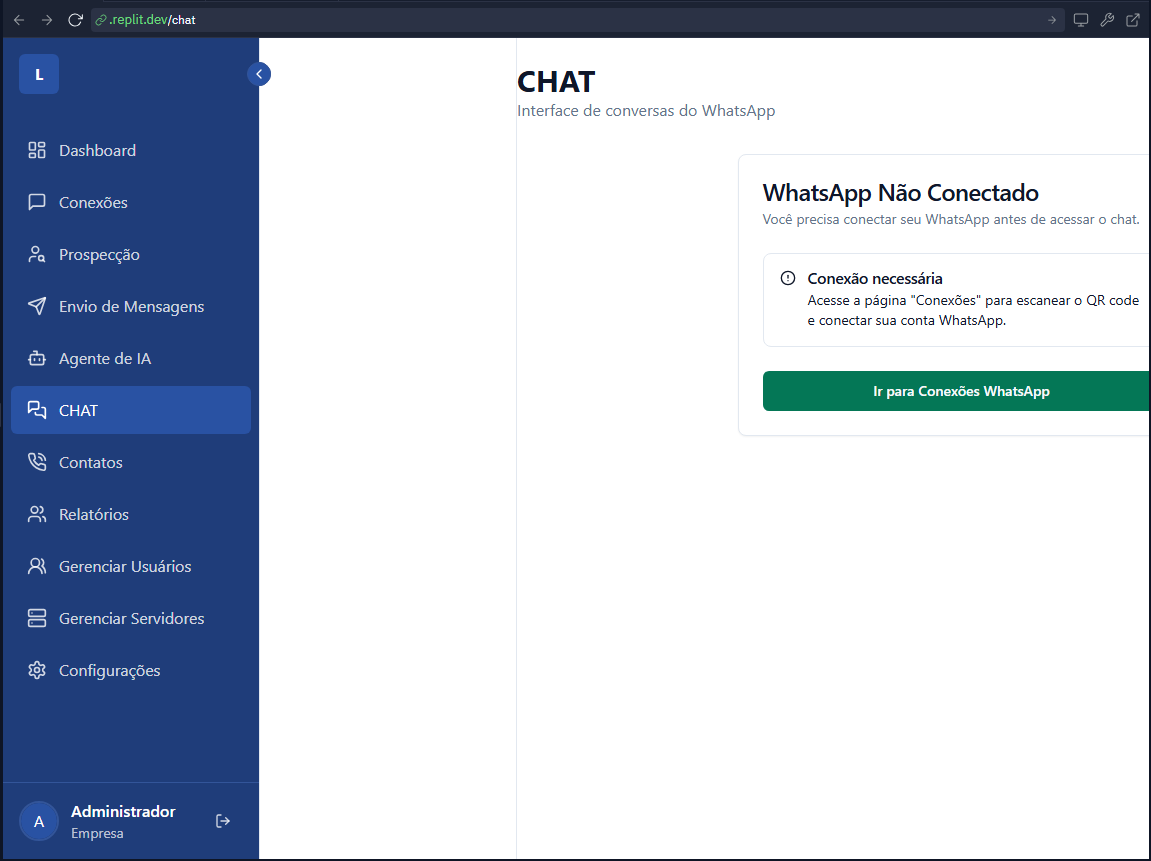 .replit.dev/chat
L
Dashboard
Conexões
Prospecção
Envio de Mensagens
Agente de IA
CHAT
Contatos
Relatórios
Gerenciar Usuários
Gerenciar Servidores
Configurações
A
Administrador
Empresa
CHAT
Interface de conversas do WhatsApp
WhatsApp Não Conectado
Você precisa conectar seu WhatsApp antes de acessar o chat.
Conexão necessária
Acesse a página "Conexões" para escanear o QR code
e conectar sua conta WhatsApp.
Ir para Conexões WhatsApp